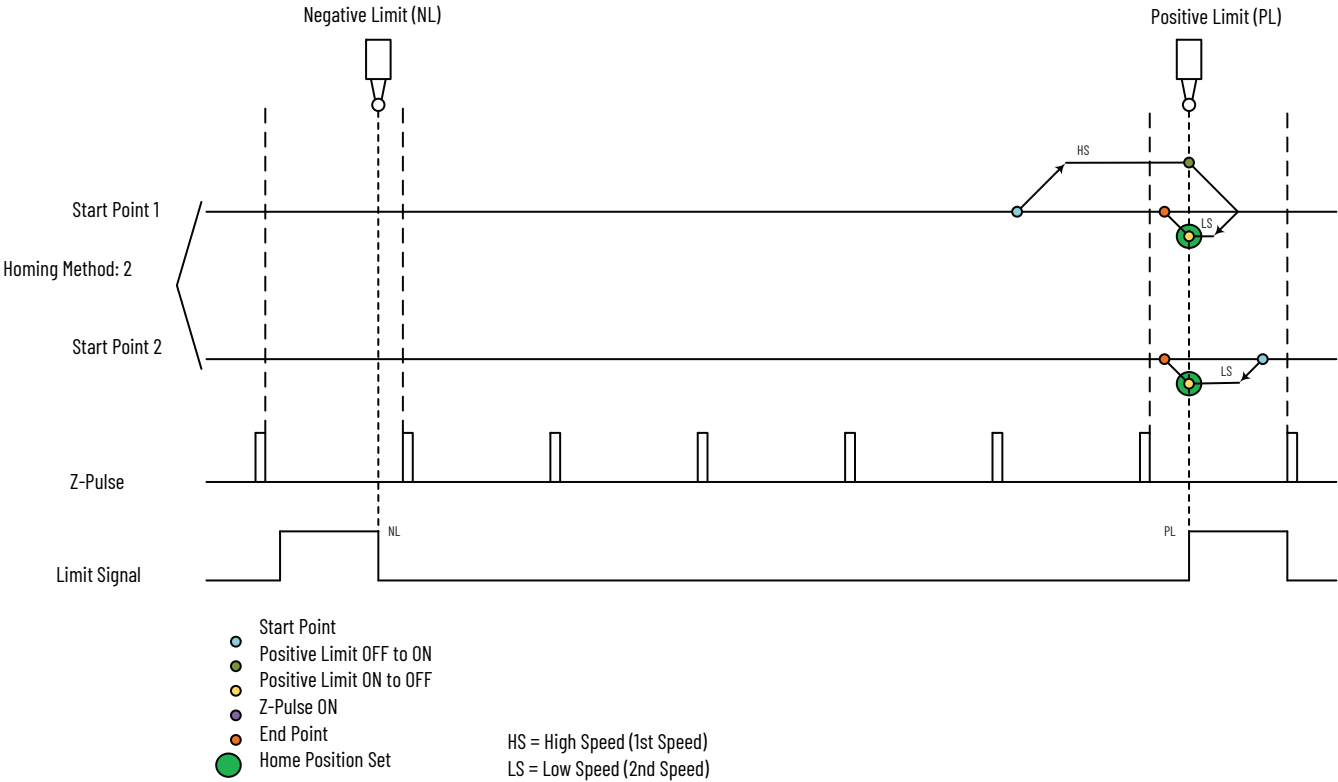 Negative Limit (NL)
Positive Limit (PL)
HS
Start Point 1
LS
Homing Method: 2
Start Point 2
LS
Z-Pulse
NL
PL
Limit Signal
Start Point
Positive Limit OFF to ON
Positive Limit ON to OFF
Z-Pulse ON
End Point
Home Position Set
HS = High Speed (1st Speed)
LS = Low Speed (2nd Speed)